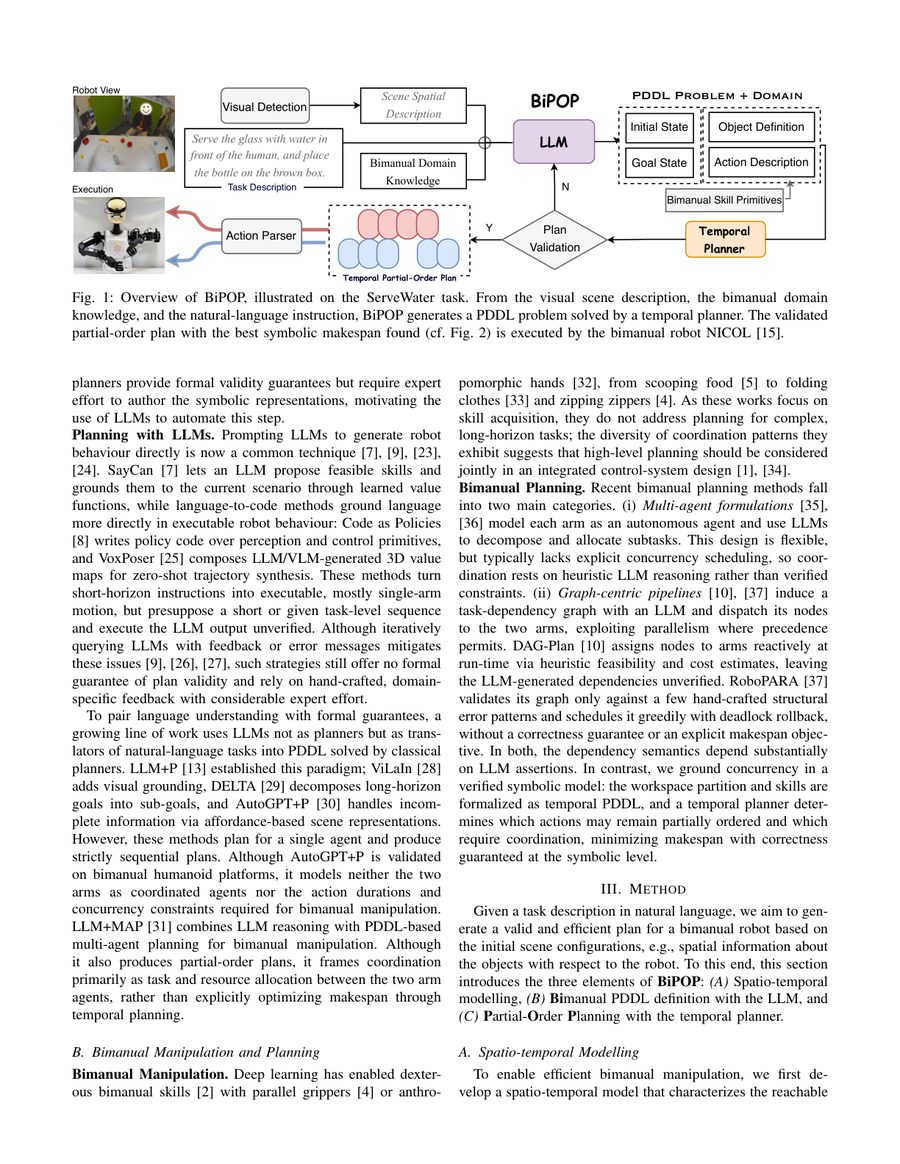 Robot View
Visual Detection
Scene Spatial
Description
Serve the glass with water in
front of the human, and place
the bottle on the brown box.
Task Description
Bimanual Domain
Knowledge
BiPOP
LLM
PDDL Problem + Domain
Initial State
Object Definition
Goal State
Action Description
Bimanual Skill Primitives
N
Execution
Action Parser
Temporal Partial-Order Plan
Y
Plan
Validation
Temporal
Planner
Fig. 1: Overview of BiPOP, illustrated on the ServeWater task. From the visual scene description, the bimanual domain
knowledge, and the natural-language instruction, BiPOP generates a PDDL problem solved by a temporal planner. The validated
partial-order plan with the best symbolic makespan found (cf. Fig. 2) is executed by the bimanual robot NICOL [15].
planners provide formal validity guarantees but require expert
effort to author the symbolic representations, motivating the
use of LLMs to automate this step.
Planning with LLMs. Prompting LLMs to generate robot
behaviour directly is now a common technique [7], [9], [23],
[24]. SayCan [7] lets an LLM propose feasible skills and
grounds them to the current scenario through learned value
functions, while language-to-code methods ground language
more directly in executable robot behaviour: Code as Policies
[8] writes policy code over perception and control primitives,
and VoxPoser [25] composes LLM/VLM-generated 3D value
maps for zero-shot trajectory synthesis. These methods turn
short-horizon instructions into executable, mostly single-arm
motion, but presuppose a short or given task-level sequence
and execute the LLM output unverified. Although iteratively
querying LLMs with feedback or error messages mitigates
these issues [9], [26], [27], such strategies still offer no formal
guarantee of plan validity and rely on hand-crafted, domain-
specific feedback with considerable expert effort.
To pair language understanding with formal guarantees, a
growing line of work uses LLMs not as planners but as trans-
lators of natural-language tasks into PDDL solved by classical
planners. LLM+P [13] established this paradigm; ViLaIn [28]
adds visual grounding, DELTA [29] decomposes long-horizon
goals into sub-goals, and AutoGPT+P [30] handles incom-
plete information via affordance-based scene representations.
However, these methods plan for a single agent and produce
strictly sequential plans. Although AutoGPT+P is validated
on bimanual humanoid platforms, it models neither the two
arms as coordinated agents nor the action durations and
concurrency constraints required for bimanual manipulation.
LLM+MAP [31] combines LLM reasoning with PDDL-based
multi-agent planning for bimanual manipulation. Although
it also produces partial-order plans, it frames coordination
primarily as task and resource allocation between the two arm
agents, rather than explicitly optimizing makespan through
temporal planning.
B. Bimanual Manipulation and Planning
Bimanual Manipulation. Deep learning has enabled dexter-
ous bimanual skills [2] with parallel grippers [4] or anthro-
pomorphic hands [32], from scooping food [5] to folding
clothes [33] and zipping zippers [4]. As these works focus on
skill acquisition, they do not address planning for complex,
long-horizon tasks; the diversity of coordination patterns they
exhibit suggests that high-level planning should be considered
jointly in an integrated control-system design [1], [34].
Bimanual Planning. Recent bimanual planning methods fall
into two main categories. (i) Multi-agent formulations [35],
[36] model each arm as an autonomous agent and use LLMs
to decompose and allocate subtasks. This design is flexible,
but typically lacks explicit concurrency scheduling, so coor-
dination rests on heuristic LLM reasoning rather than verified
constraints. (ii) Graph-centric pipelines [10], [37] induce a
task-dependency graph with an LLM and dispatch its nodes
to the two arms, exploiting parallelism where precedence
permits. DAG-Plan [10] assigns nodes to arms reactively at
run-time via heuristic feasibility and cost estimates, leaving
the LLM-generated dependencies unverified. RoboPARA [37]
validates its graph only against a few hand-crafted structural
error patterns and schedules it greedily with deadlock rollback,
without a correctness guarantee or an explicit makespan objec-
tive. In both, the dependency semantics depend substantially
on LLM assertions. In contrast, we ground concurrency in a
verified symbolic model: the workspace partition and skills are
formalized as temporal PDDL, and a temporal planner deter-
mines which actions may remain partially ordered and which
require coordination, minimizing makespan with correctness
guaranteed at the symbolic level.
III. Method
Given a task description in natural language, we aim to gen-
erate a valid and efficient plan for a bimanual robot based on
the initial scene configurations, e.g., spatial information about
the objects with respect to the robot. To this end, this section
introduces the three elements of BiPOP: (A) Spatio-temporal
modelling, (B) Bimanual PDDL definition with the LLM, and
(C) Partial-Order Planning with the temporal planner.
A. Spatio-temporal Modelling
To enable efficient bimanual manipulation, we first de-
velop a spatio-temporal model that characterizes the reachable